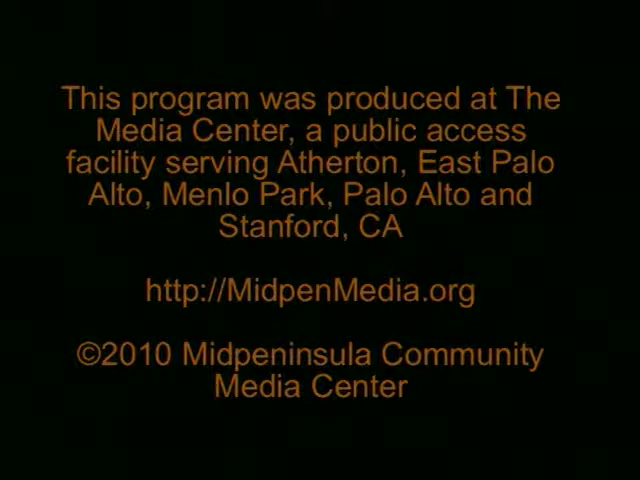 This program was produced at The
Media Center, a public access
facility serving Atherton, East Palo
Alto, Menlo Park, Palo Alto and
Stanford, CA
http://MidpenMedia.org
©2010 Midpeninsula Community
Media Center